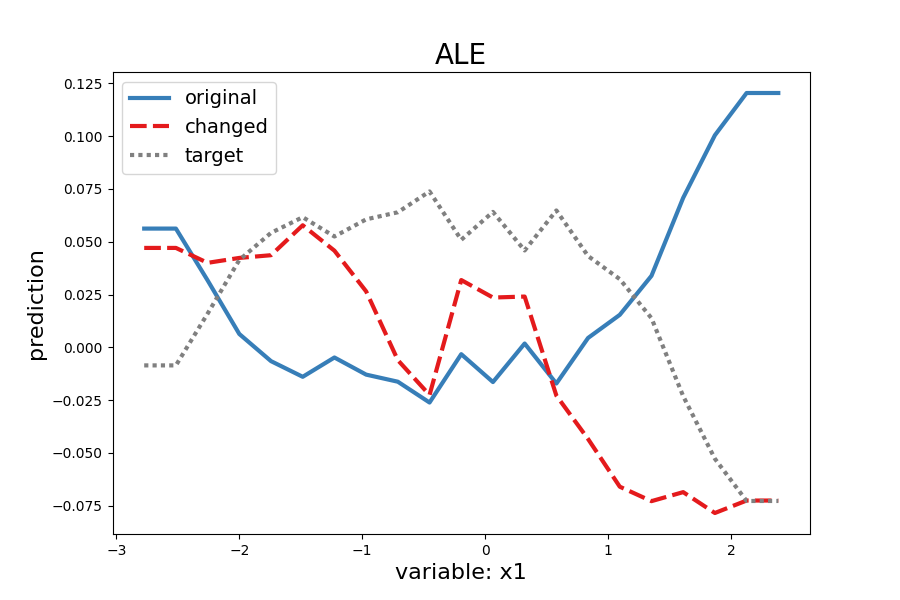 ALE
original
changed
target
prediction
0.125
0.100
0.075
0.050
0.025
0.000
−0.025
−0.050
−0.075
−3 −2 −1 0 1 2
variable: x1